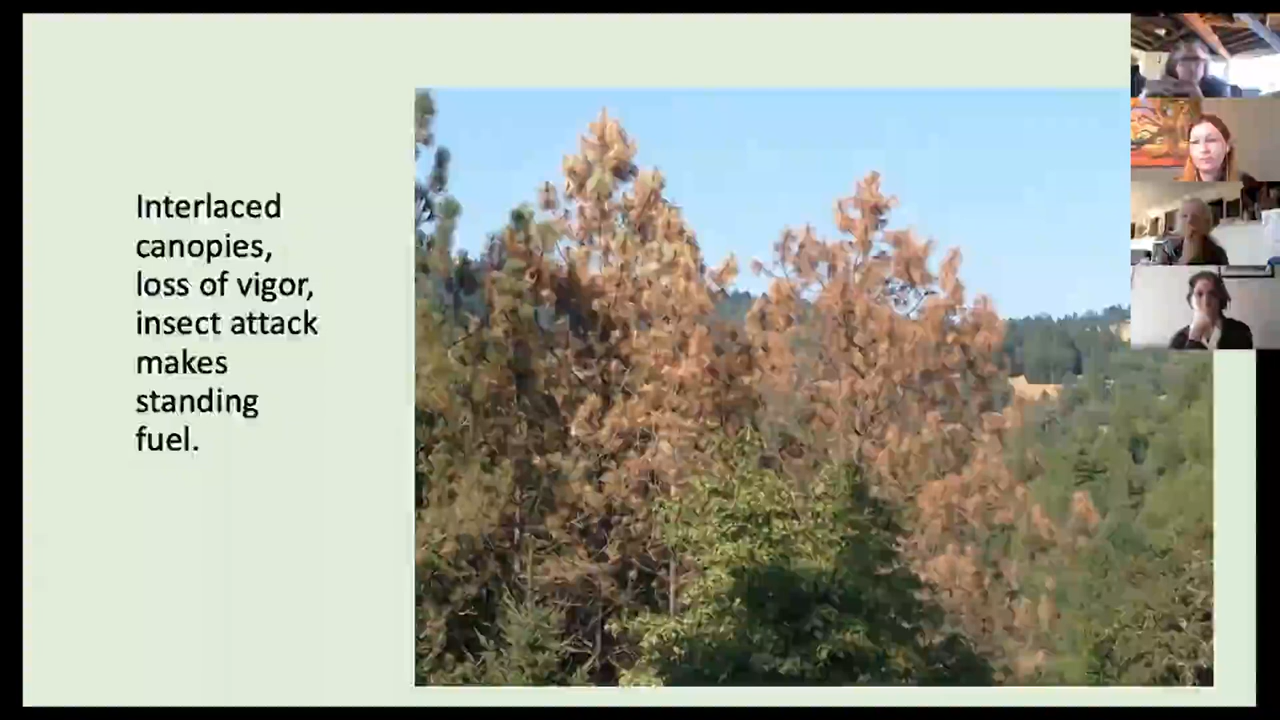 Interlaced
canopies,
loss of vigor,
insect attack
makes
standing
fuel.